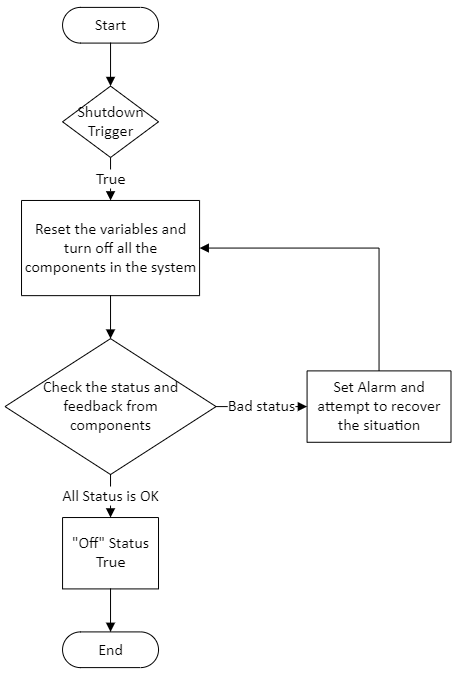 Start
Shutdown
Trigger
True
Reset the variables and
turn off all the
components in the system
Check the status and
feedback from
components
Bad status
Set Alarm and
attempt to recover
the situation
All Status is OK
"Off" Status
True
End